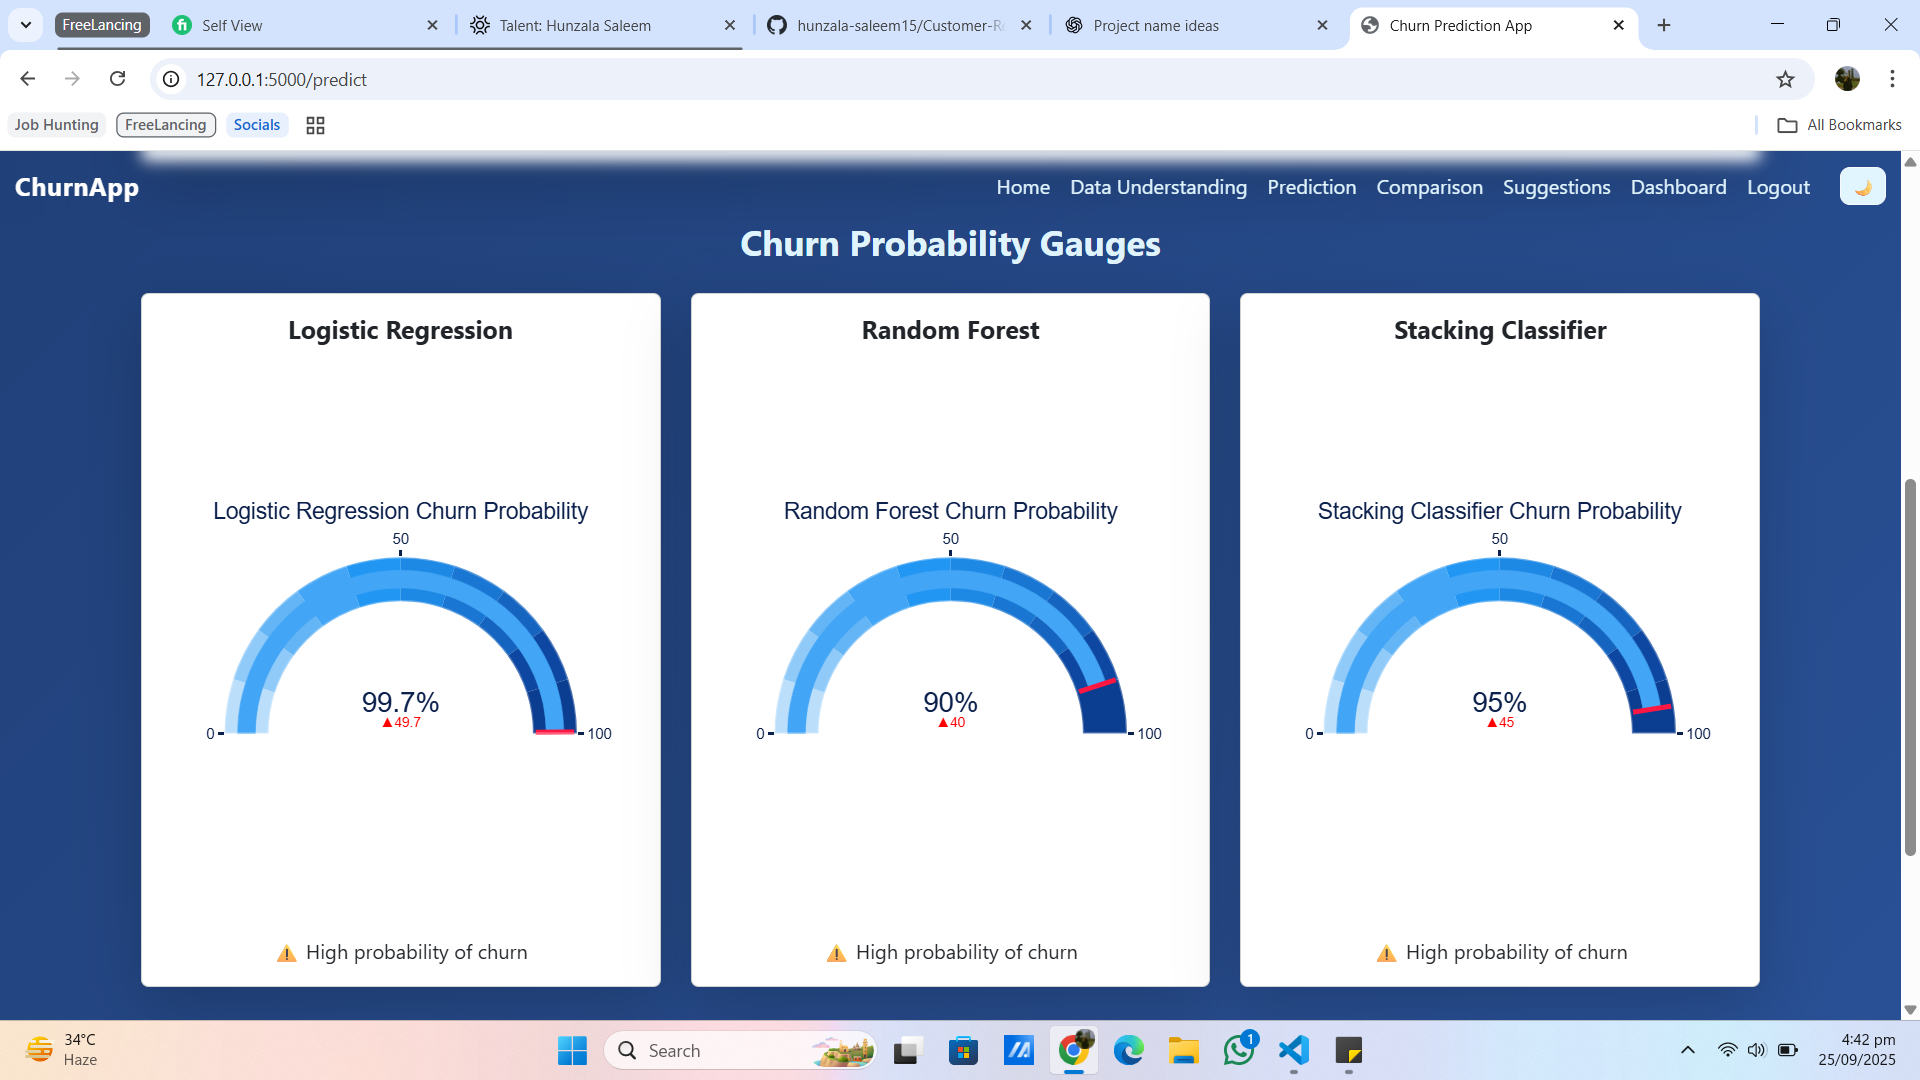 FreeLancing
Self View
Talent: Hunzala Saleem
hunzala-saleem15/Customer-R
Project name ideas
Churn Prediction App
127.0.0.1:5000/predict
Job Hunting
FreeLancing
Socials
All Bookmarks
ChurnApp
Home
Data Understanding
Prediction
Comparison
Suggestions
Dashboard
Logout
Churn Probability Gauges
Logistic Regression
Logistic Regression Churn Probability
50
0
100
99.7%
▲49.7
⚠ High probability of churn
Random Forest
Random Forest Churn Probability
50
0
100
90%
▲40
⚠ High probability of churn
Stacking Classifier
Stacking Classifier Churn Probability
50
0
100
95%
▲45
⚠ High probability of churn
34°C
Haze
Search
1
4:42 pm
25/09/2025